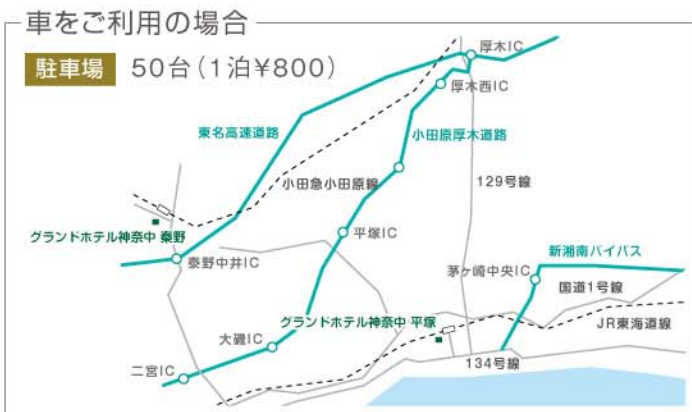 車をご利用の場合
駐車場 50台（1泊¥800）
厚木IC
厚木西IC
東名高速道路
小田原厚木道路
小田急小田原線
129号線
グランドホテル神奈中 秦野
平塚IC
新湘南バイパス
秦野中井IC
茅ヶ崎中央IC
国道1号線
グランドホテル神奈中 平塚
JR東海道線
大磯IC
134号線
二宮IC